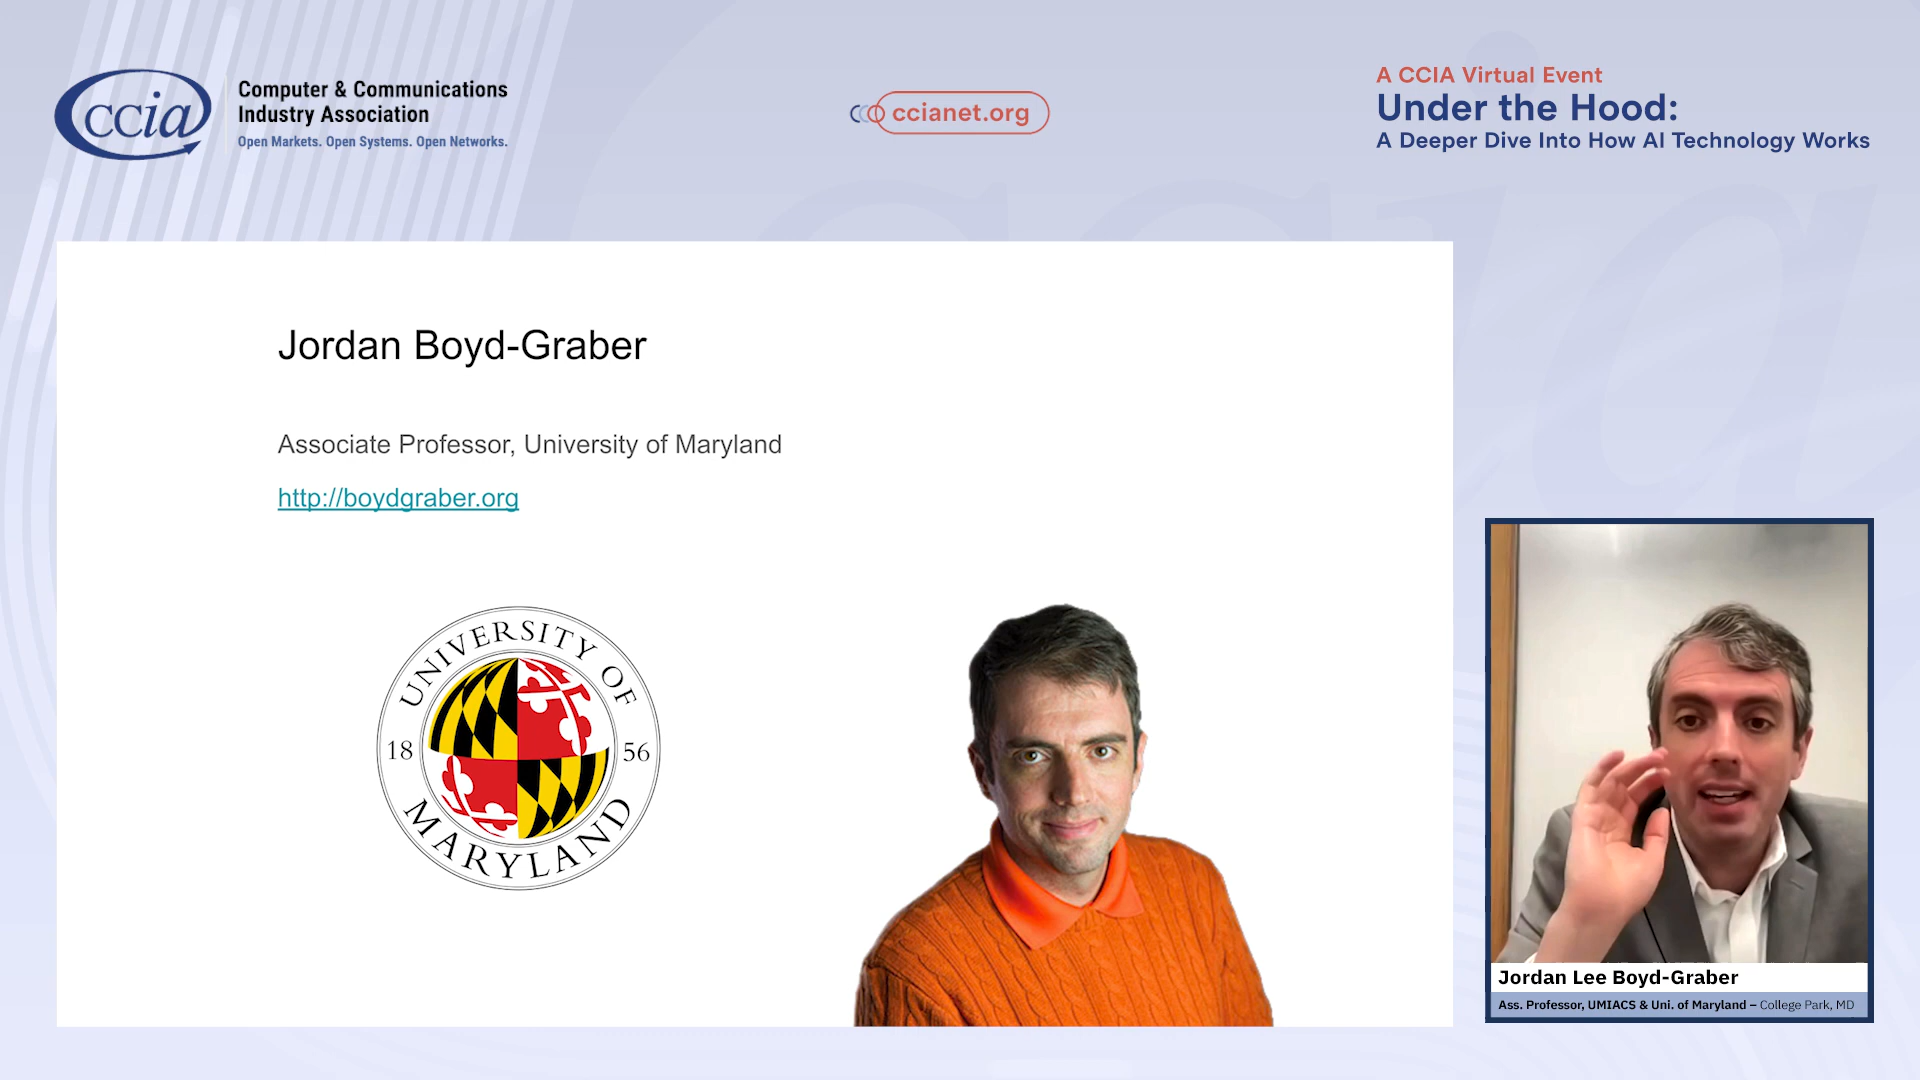 ccia
Computer & Communications
Industry Association
Open Markets. Open Systems. Open Networks.
ccianet.org
A CCIA Virtual Event
Under the Hood:
A Deeper Dive Into How AI Technology Works
Jordan Boyd-Graber
Associate Professor, University of Maryland
http://boydgraber.org
UNIVERSITY OF
18 56
MARYLAND
Jordan Lee Boyd-Graber
Ass. Professor, UMIACS & Uni. of Maryland – College Park, MD